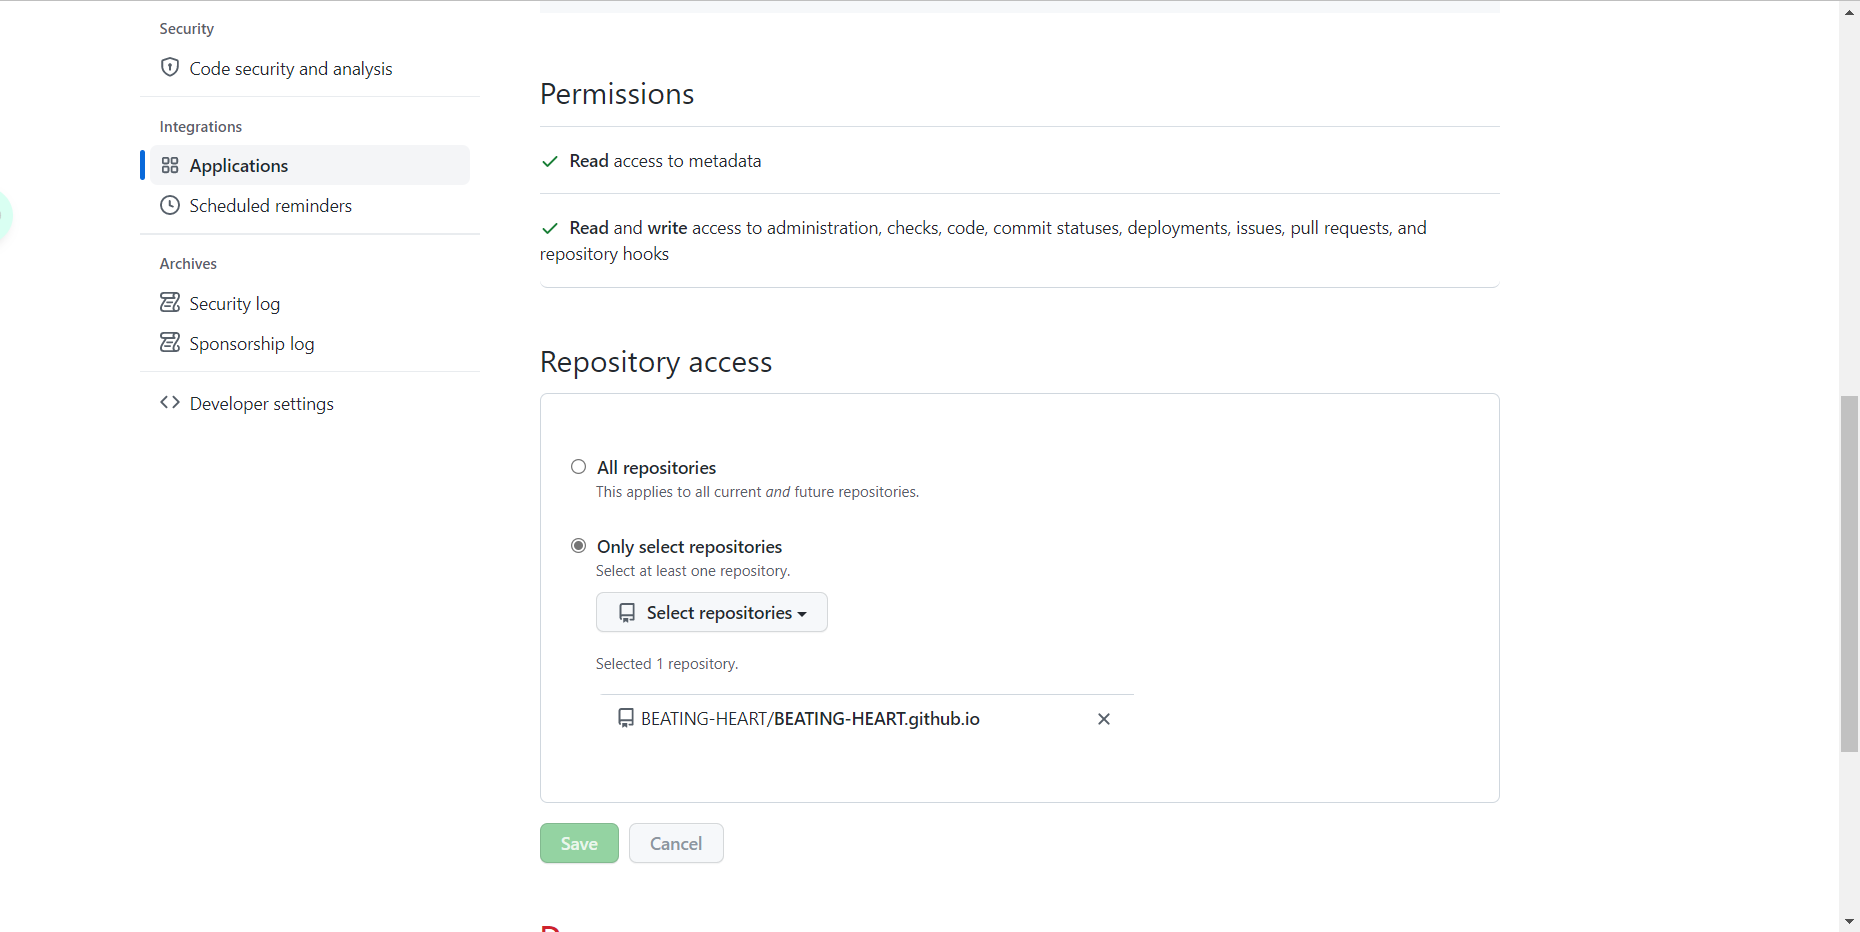 Security
Code security and analysis
Integrations
Applications
Scheduled reminders
Archives
Security log
Sponsorship log
Developer settings
Permissions
Read access to metadata
Read and write access to administration, checks, code, commit statuses, deployments, issues, pull requests, and
repository hooks
Repository access
All repositories
This applies to all current and future repositories.
Only select repositories
Select at least one repository.
Select repositories
Selected 1 repository.
BEATING-HEART/BEATING-HEART.github.io
Save
Cancel